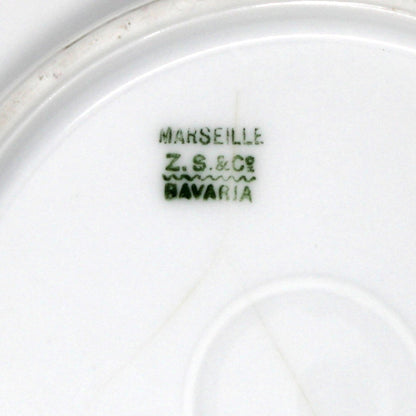 MARSEILLE
Z. S. & Co
BAVARIA